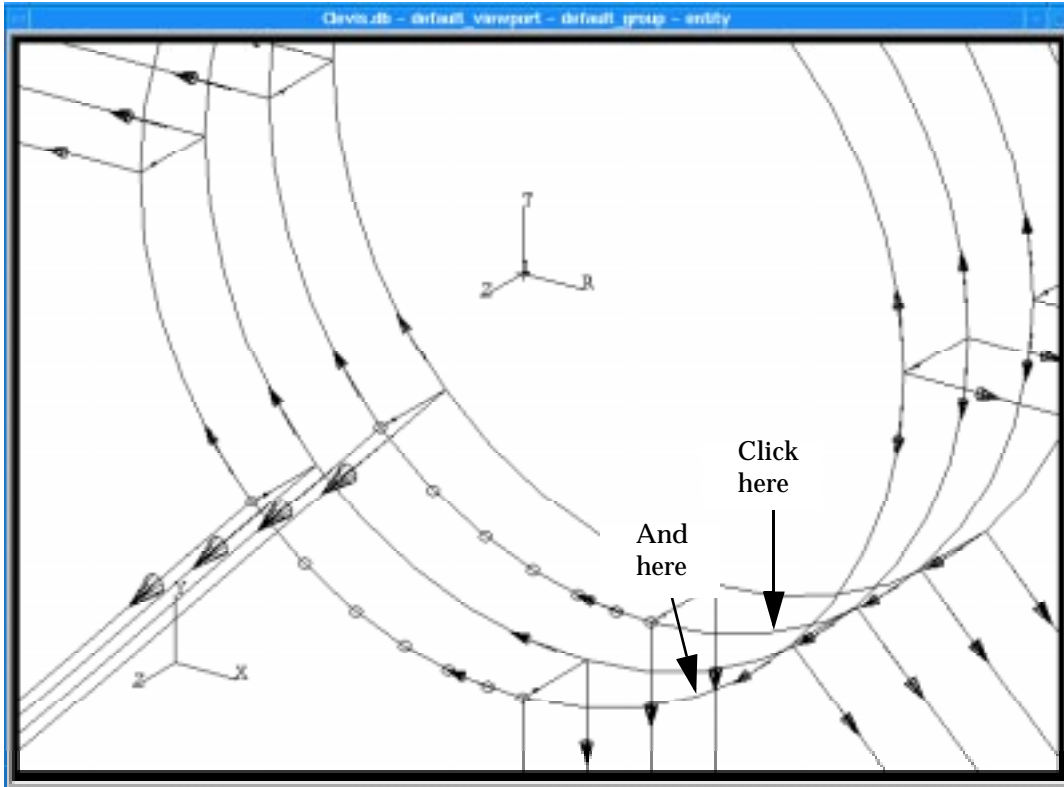 Clevis.db - default_viewport - default_group - entity
T
Z
R
Click
here
And
here
Y
Z
X